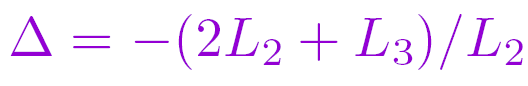 Δ = −(2L₂ + L₃)/L₂